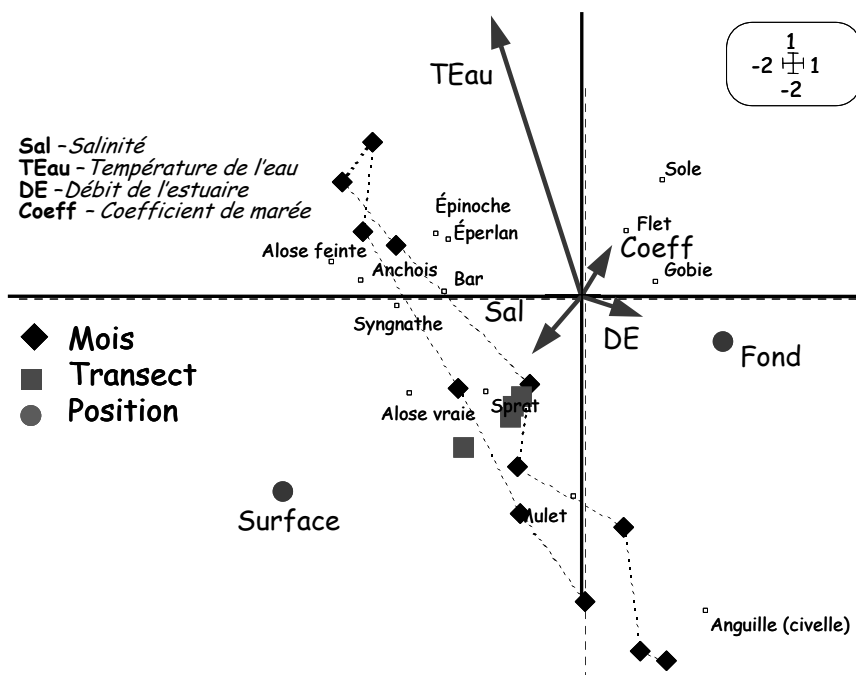 1
-2 1
-2
TEau
Sal – Salinité
TEau – Température de l'eau
DE – Débit de l'estuaire
Coeff – Coefficient de marée
Sole
Épinoche
Flet
Éperlan
Coeff
Alose feinte
Anchois
Bar
Gobie
Sal
Syngnathe
DE
Mois
Fond
Transect
Position
Alose vraie
Sprat
Surface
Mulet
Anguille (civelle)